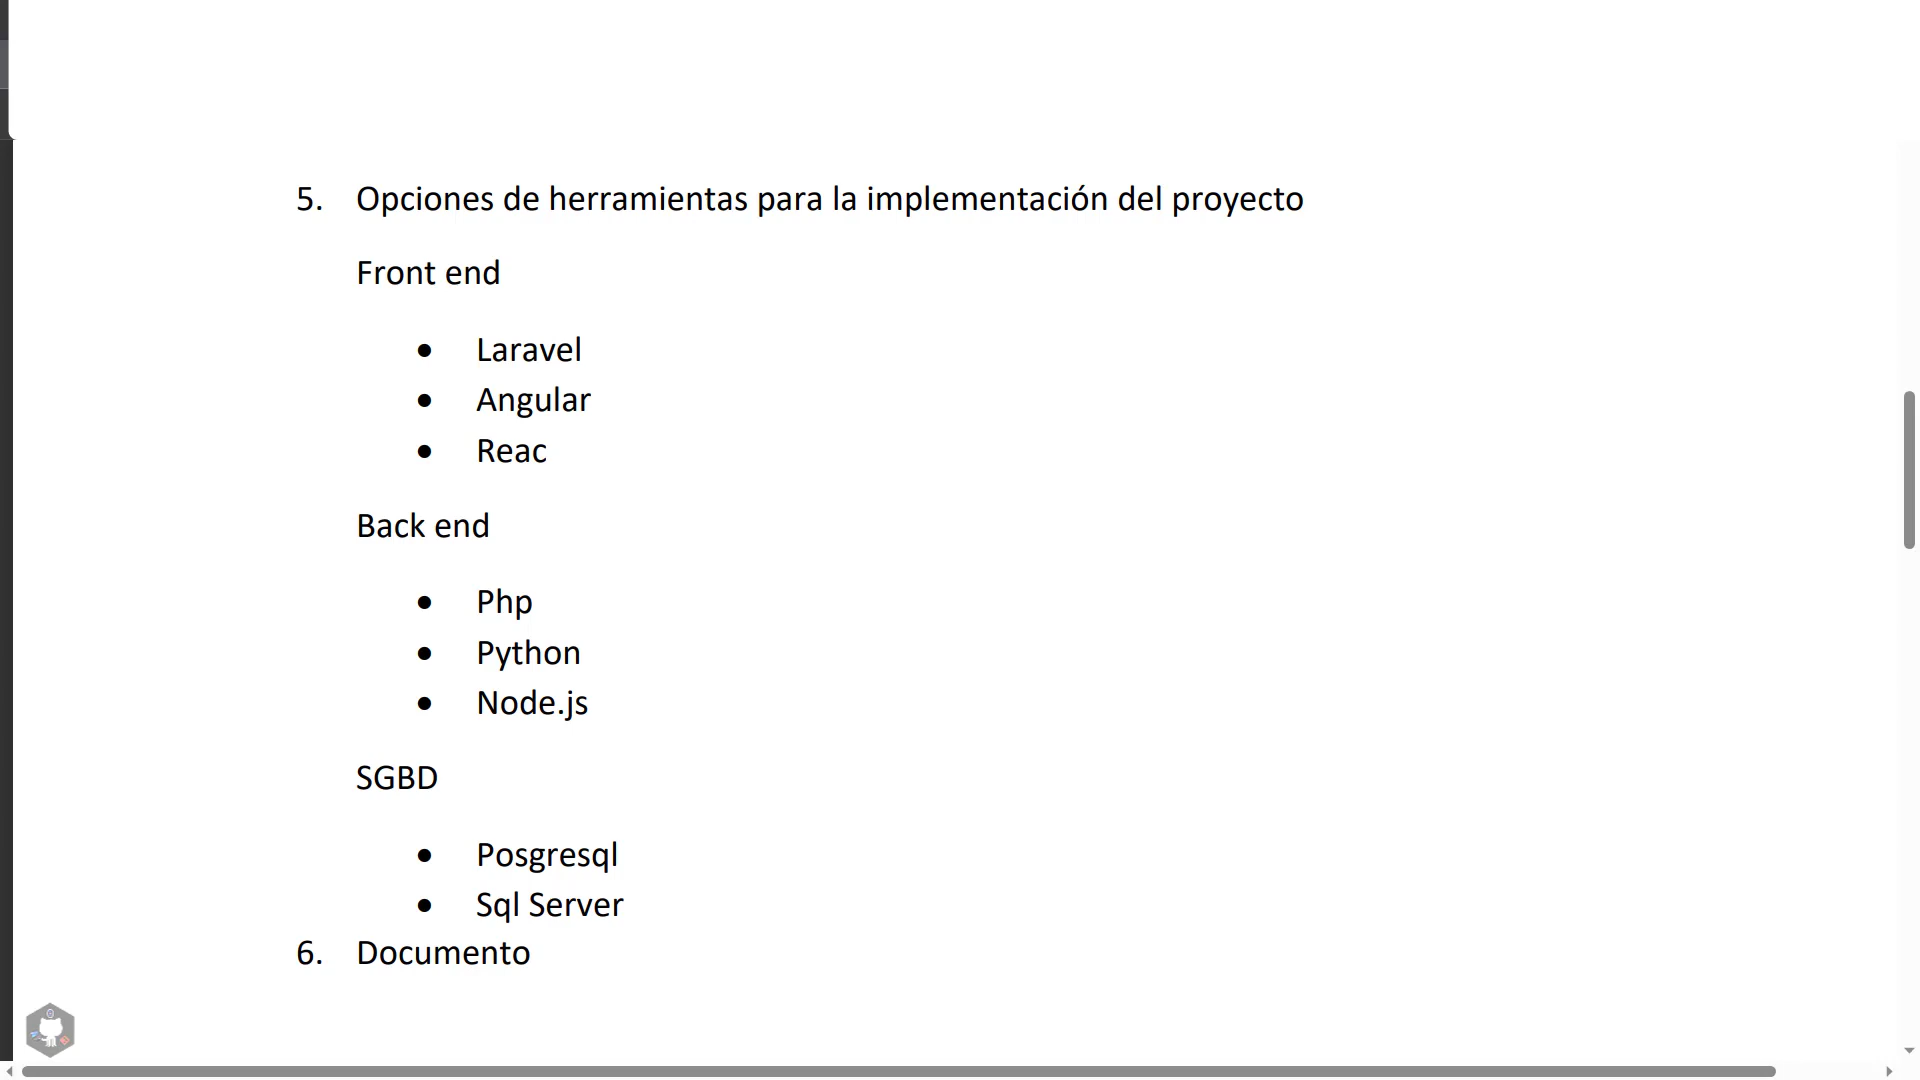 5. Opciones de herramientas para la implementación del proyecto
Front end
• Laravel
• Angular
• Reac
Back end
• Php
• Python
• Node.js
SGBD
• Posgresql
• Sql Server
6. Documento